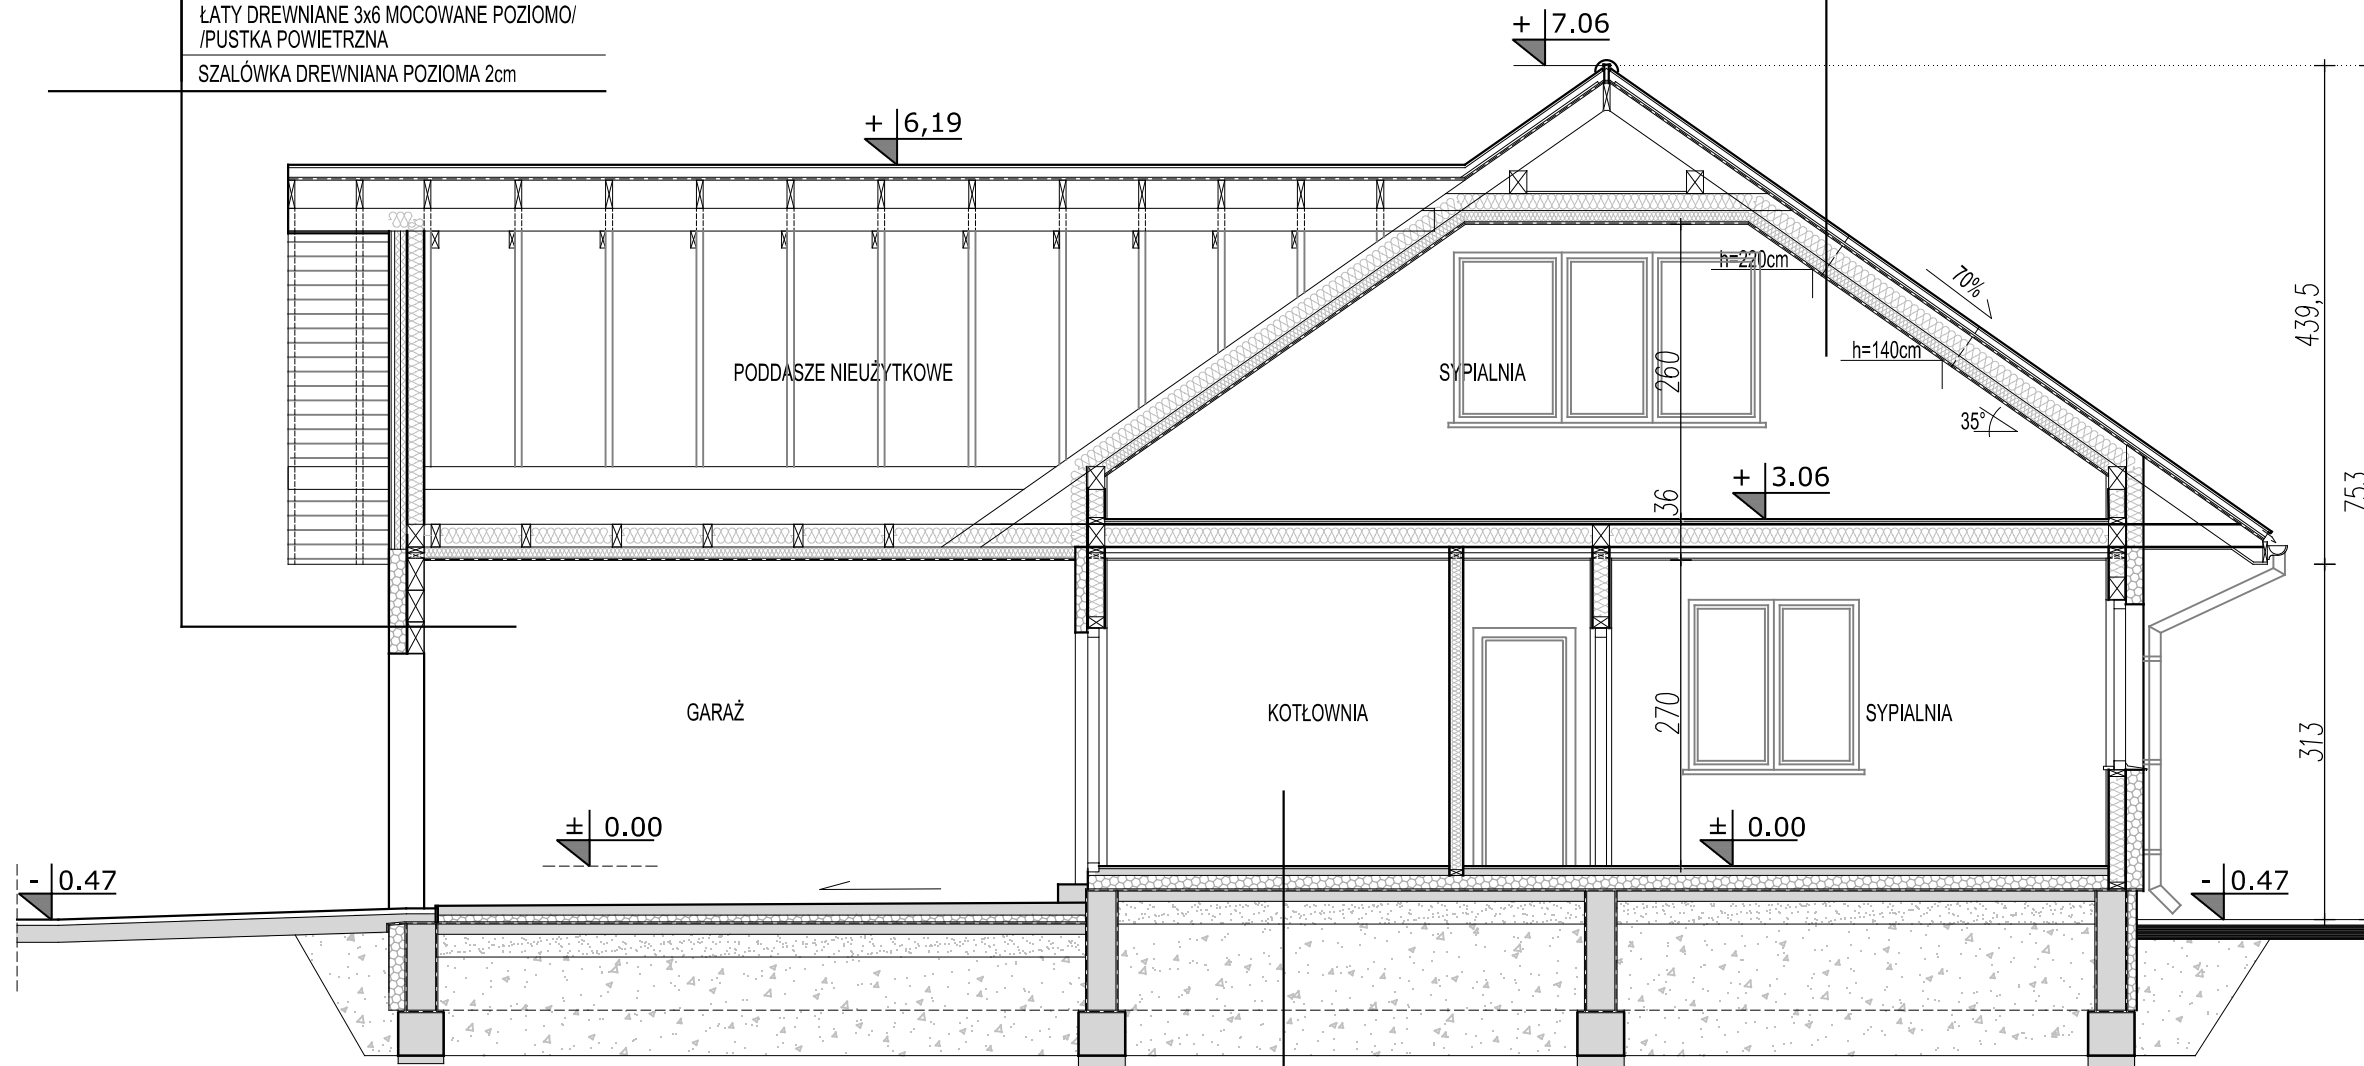 ŁATY DREWNIANE 3x6 MOCOWANE POZIOMO/
/PUSTKA POWIETRZNA
SZALÓWKA DREWNIANA POZIOMA 2cm
+ 7.06
+ 6,19
h=220cm
70%
439,5
h=140cm
PODDASZE NIEUŻYTKOWE
SYPIALNIA
260
35°
+ 3.06
36
753
GARAŻ
KOTŁOWNIA
270
SYPIALNIA
313
± 0.00
± 0.00
- 0.47
- 0.47